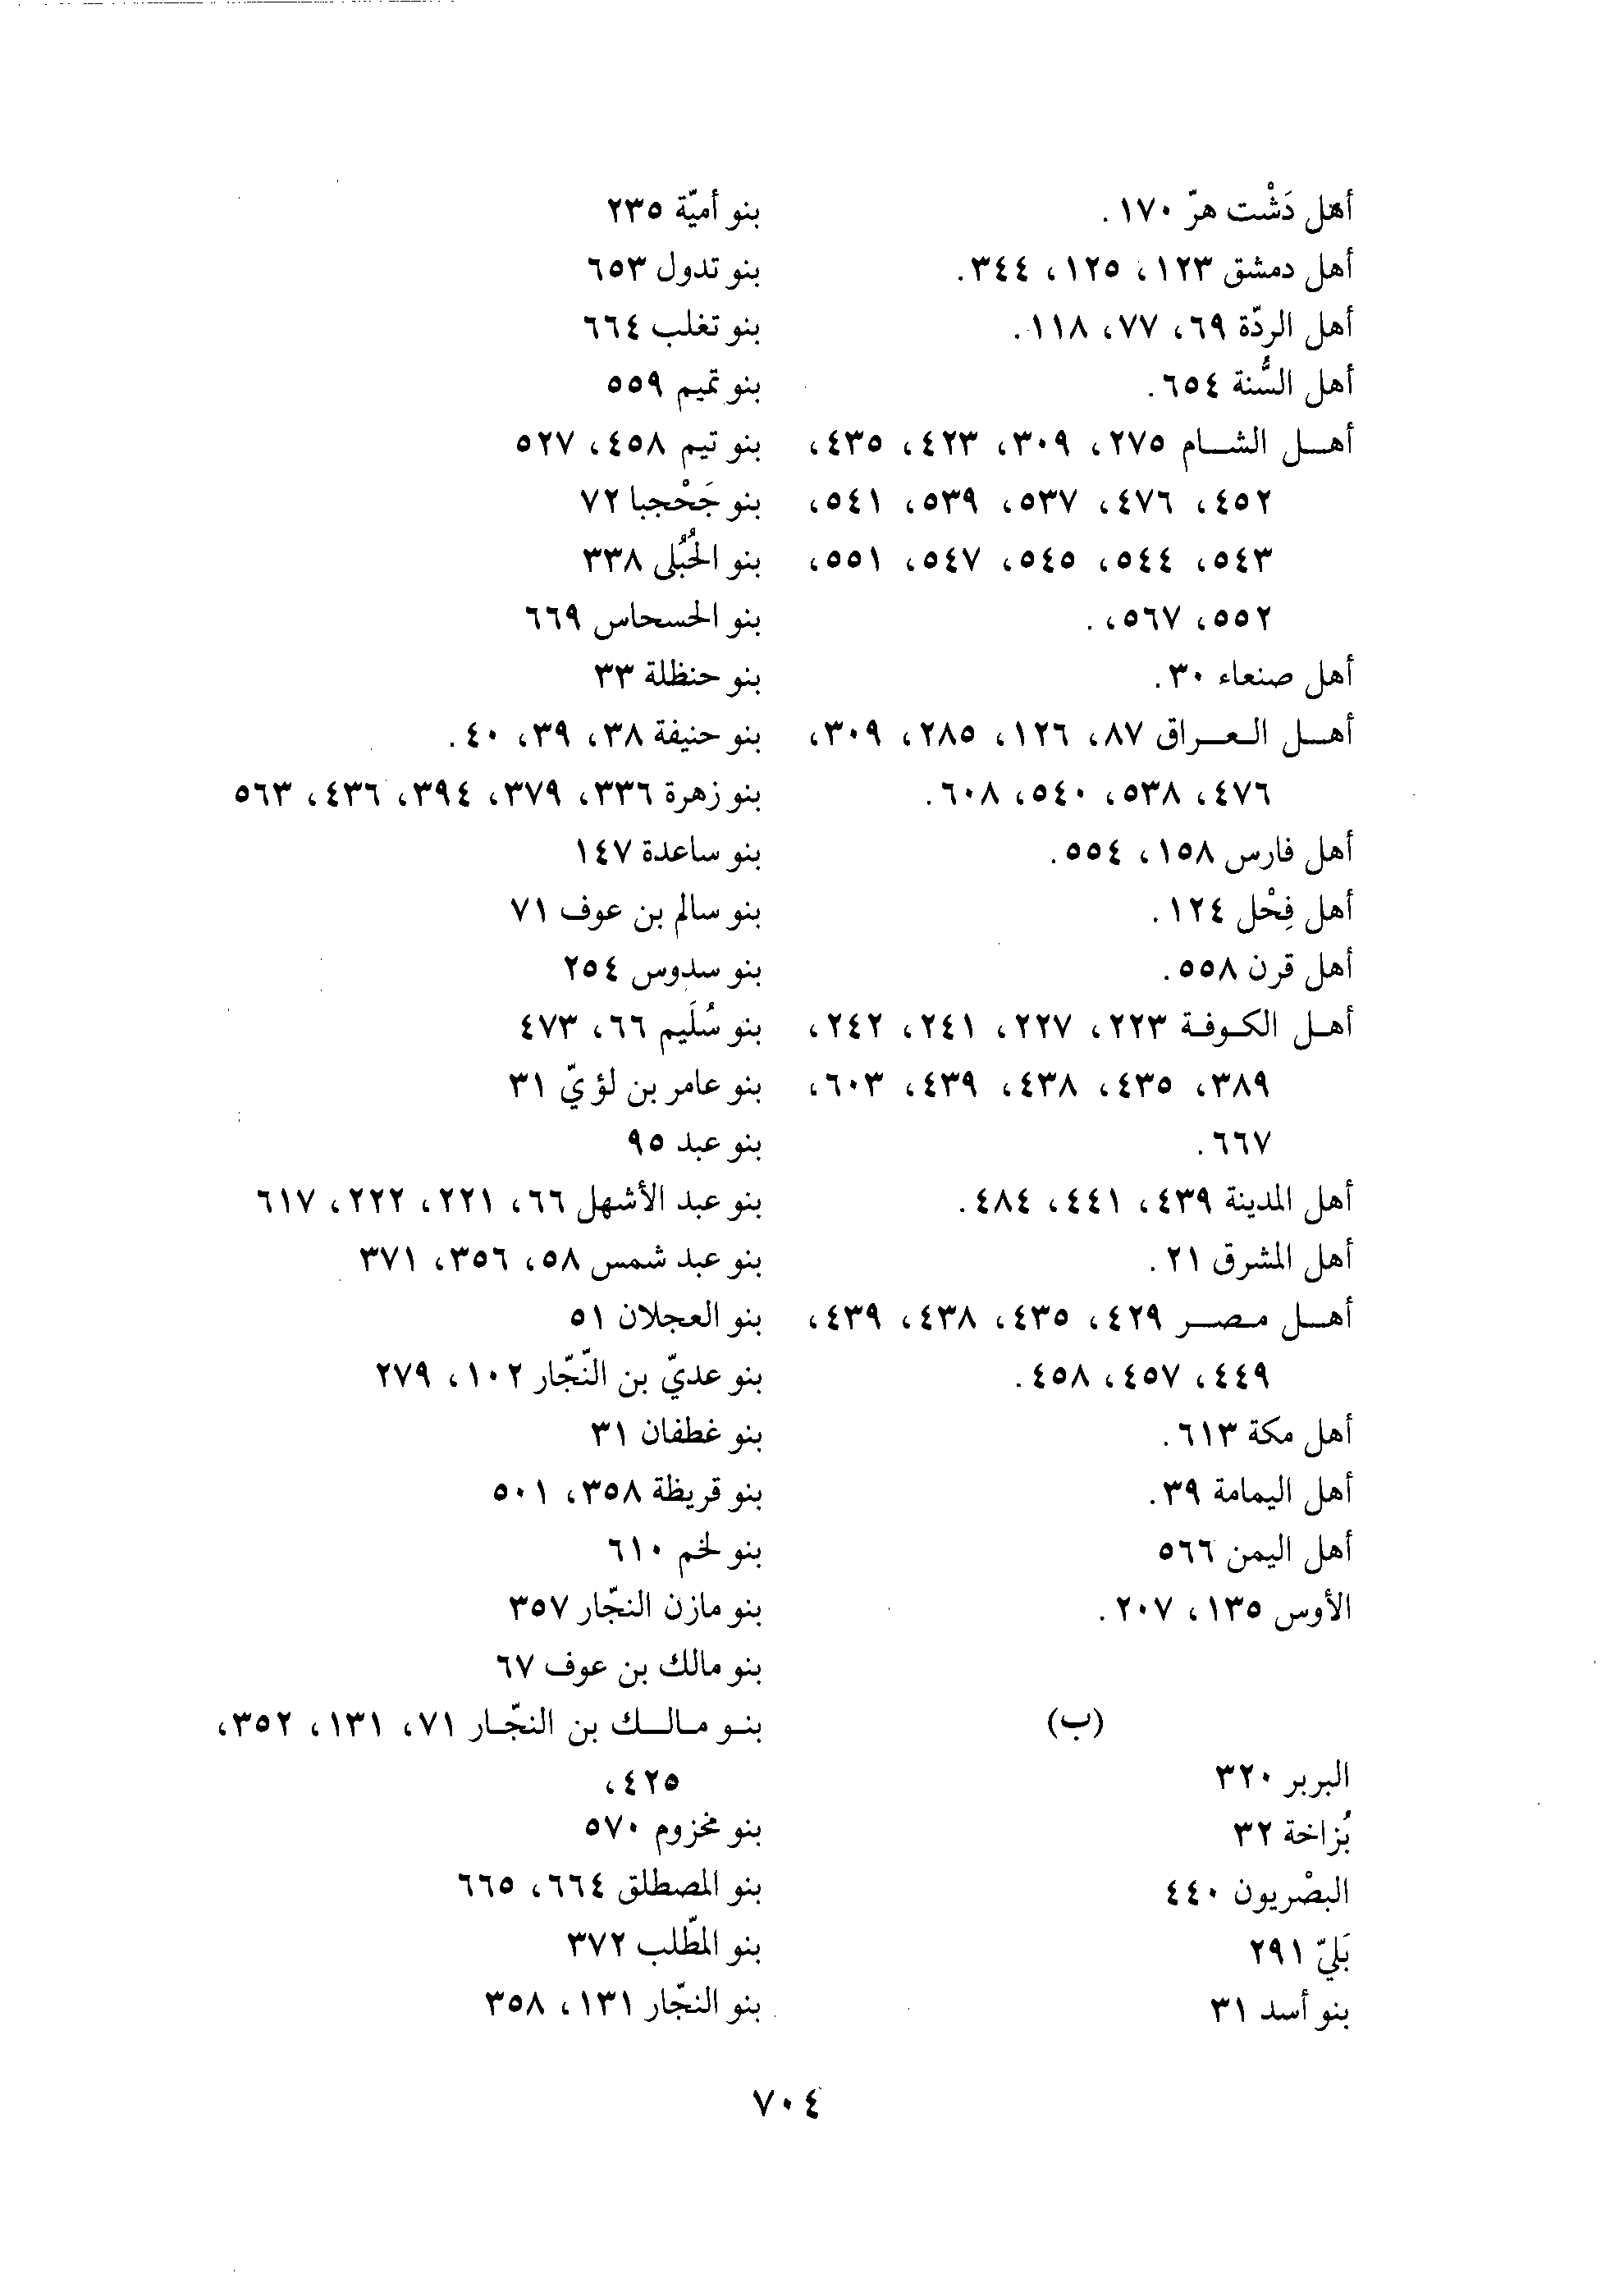 أهل دَشْت هرّ ١٧٠.
أهل دمشق ١٢٣، ١٢٥، ٣٤٤.
أهل الردّة ٦٩، ٧٧، ١١٨.
أهل السُّنة ٦٥٤.
أهل الشام ٢٧٥، ٣٠٩، ٤٢٣، ٤٣٥،
٤٥٢، ٤٧٦، ٥٣٧، ٥٣٩، ٥٤١،
٥٤٣، ٥٤٤، ٥٤٥، ٥٤٧، ٥٥١،
٥٥٢، ٥٦٧، .
أهل صنعاء ٣٠.
أهل العراق ٨٧، ١٢٦، ٢٨٥، ٣٠٩،
٤٧٦، ٥٣٨، ٥٤٠، ٦٠٨.
أهل فارس ١٥٨، ٥٥٤.
أهل فِحْل ١٢٤.
أهل قرن ٥٥٨.
أهل الكوفة ٢٢٣، ٢٢٧، ٢٤١، ٢٤٢،
٣٨٩، ٤٣٥، ٤٣٨، ٤٣٩، ٦٠٣،
٦٦٧.
أهل المدينة ٤٣٩، ٤٤١، ٤٨٤.
أهل المشرق ٢١.
أهل مصر ٤٢٩، ٤٣٥، ٤٣٨، ٤٣٩،
٤٤٩، ٤٥٧، ٤٥٨.
أهل مكة ٦١٣.
أهل اليمامة ٣٩.
أهل اليمن ٥٦٦
الأوس ١٣٥، ٢٠٧.
(ب)
البربر ٣٢٠
بُزاخة ٣٢
البصْريون ٤٤٠
بَليّ ٢٩١
بنو أسد ٣١
بنو أميّة ٢٣٥
بنو تدول ٦٥٣
بنو تغلب ٦٦٤
بنو تميم ٥٥٩
بنو تيم ٤٥٨، ٥٢٧
بنو جَحْجبا ٧٢
بنو الحُبُلى ٣٣٨
بنو الحسحاس ٦٦٩
بنو حنظلة ٣٣
بنو حنيفة ٣٨، ٣٩، ٤٠.
بنو زهرة ٣٣٦، ٣٧٩، ٣٩٤، ٤٣٦، ٥٦٣
بنو ساعدة ١٤٧
بنو سالم بن عوف ٧١
بنو سدوس ٢٥٤
بنو سُلَيم ٦٦، ٤٧٣
بنو عامر بن لؤيّ ٣١
بنو عبد ٩٥
بنو عبد الأشهل ٦٦، ٢٢١، ٢٢٢، ٦١٧
بنو عبد شمس ٥٨، ٣٥٦، ٣٧١
بنو العجلان ٥١
بنو عديّ بن النّجّار ١٠٢، ٢٧٩
بنو غطفان ٣١
بنو قريظة ٣٥٨، ٥٠١
بنو لخم ٦١٠
بنو مازن النجّار ٣٥٧
بنو مالك بن عوف ٦٧
بنو مالك بن النجّار ٧١، ١٣١، ٣٥٢،
٤٢٥،
بنو مخزوم ٥٧٠
بنو المصطلق ٦٦٤، ٦٦٥
بنو المطّلب ٣٧٢
بنو النجّار ١٣١، ٣٥٨
٧٠٤